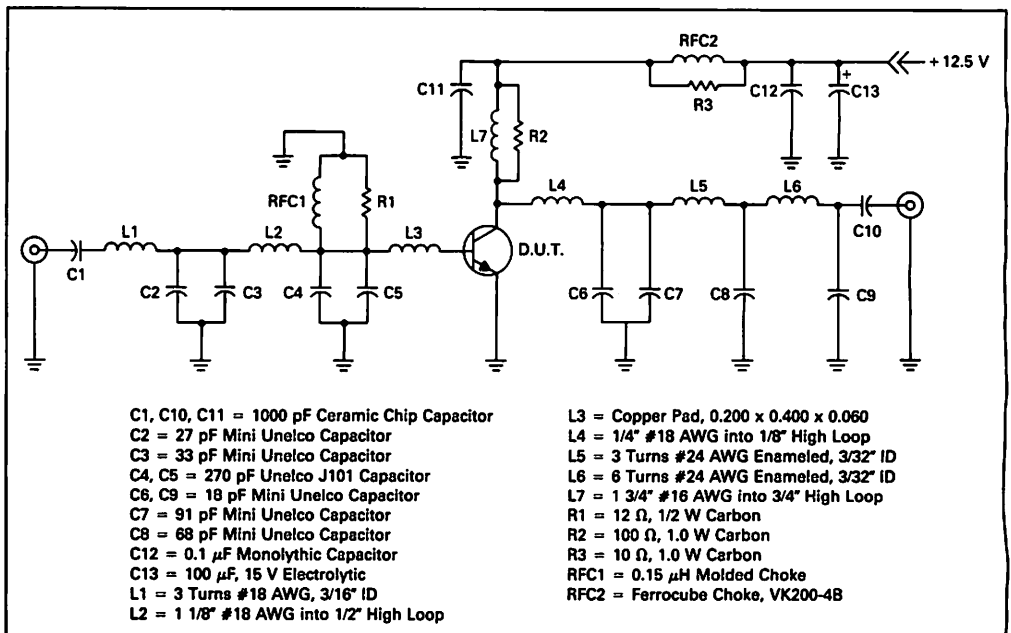 RFC2
+ 12.5 V
C11
R3
C12
+
C13
L7
R2
RFC1
R1
L4
L5
L6
L1
L2
L3
D.U.T.
C10
C1
C2
C3
C4
C5
C6
C7
C8
C9
C1, C10, C11 = 1000 pF Ceramic Chip Capacitor
C2 = 27 pF Mini Unelco Capacitor
C3 = 33 pF Mini Unelco Capacitor
C4, C5 = 270 pF Unelco J101 Capacitor
C6, C9 = 18 pF Mini Unelco Capacitor
C7 = 91 pF Mini Unelco Capacitor
C8 = 68 pF Mini Unelco Capacitor
C12 = 0.1 μF Monolythic Capacitor
C13 = 100 μF, 15 V Electrolytic
L1 = 3 Turns #18 AWG, 3/16" ID
L2 = 1 1/8" #18 AWG into 1/2" High Loop
L3 = Copper Pad, 0.200 x 0.400 x 0.060
L4 = 1/4" #18 AWG into 1/8" High Loop
L5 = 3 Turns #24 AWG Enameled, 3/32" ID
L6 = 6 Turns #24 AWG Enameled, 3/32" ID
L7 = 1 3/4" #16 AWG into 3/4" High Loop
R1 = 12 Ω, 1/2 W Carbon
R2 = 100 Ω, 1.0 W Carbon
R3 = 10 Ω, 1.0 W Carbon
RFC1 = 0.15 μH Molded Choke
RFC2 = Ferrocube Choke, VK200-4B